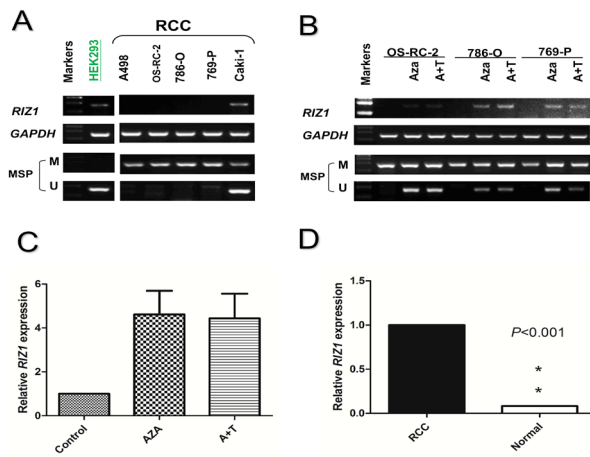 A
RCC
Markers
HEK293
A498
OS-RC-2
786-O
769-P
Caki-1
RIZ1
GAPDH
MSP
M
U
B
Markers
OS-RC-2
786-O
769-P
Aza
A+T
Aza
A+T
Aza
A+T
RIZ1
GAPDH
MSP
M
U
C
Relative RIZ1 expression
6
4
2
0
Control
AZA
A+T
D
Relative RIZ1 expression
1.5
1.0
0.5
0.0
P<0.001
*
*
RCC
Normal